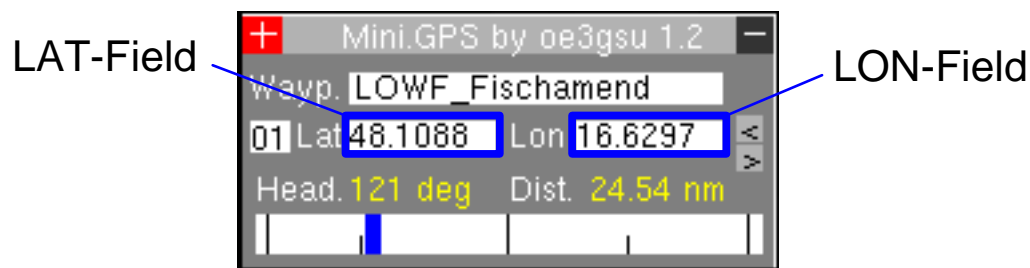 + Mini.GPS by oe3gsu 1.2 −
LAT-Field
LON-Field
Wayp. LOWF_Fischamend
01 Lat 48.1088 Lon 16.6297 <
>
Head. 121 deg Dist. 24.54 nm